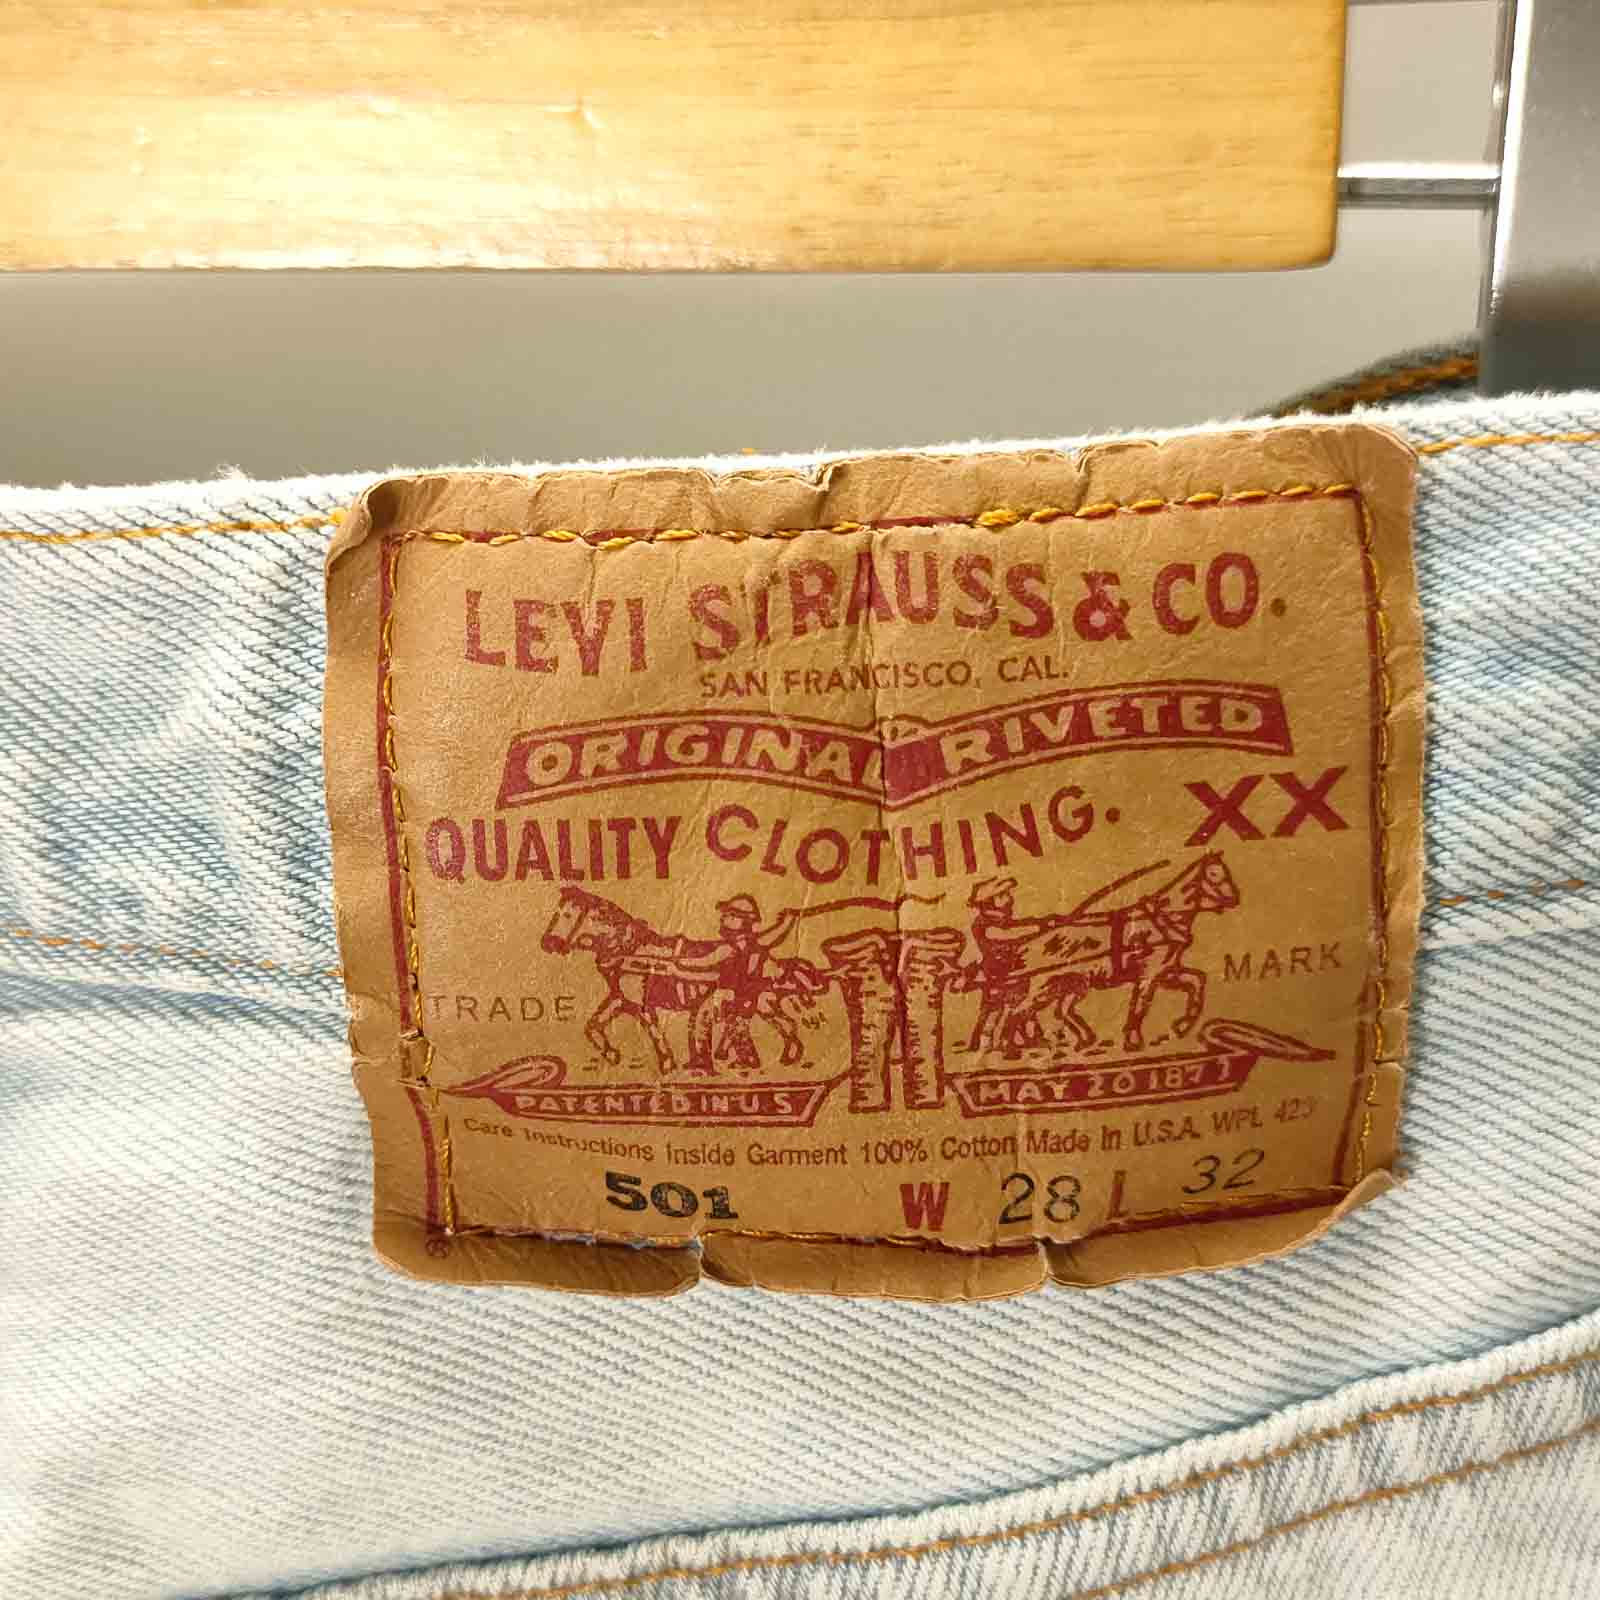 LEVI STRAUSS & CO.
SAN FRANCISCO, CAL.
ORIGINAL RIVETED
QUALITY CLOTHING. XX
TRADE MARK
PATENTED IN U.S MAY 20 1873
Care Instructions Inside Garment 100% Cotton Made In U.S.A. WPL 423
501 W 28 L 32
®